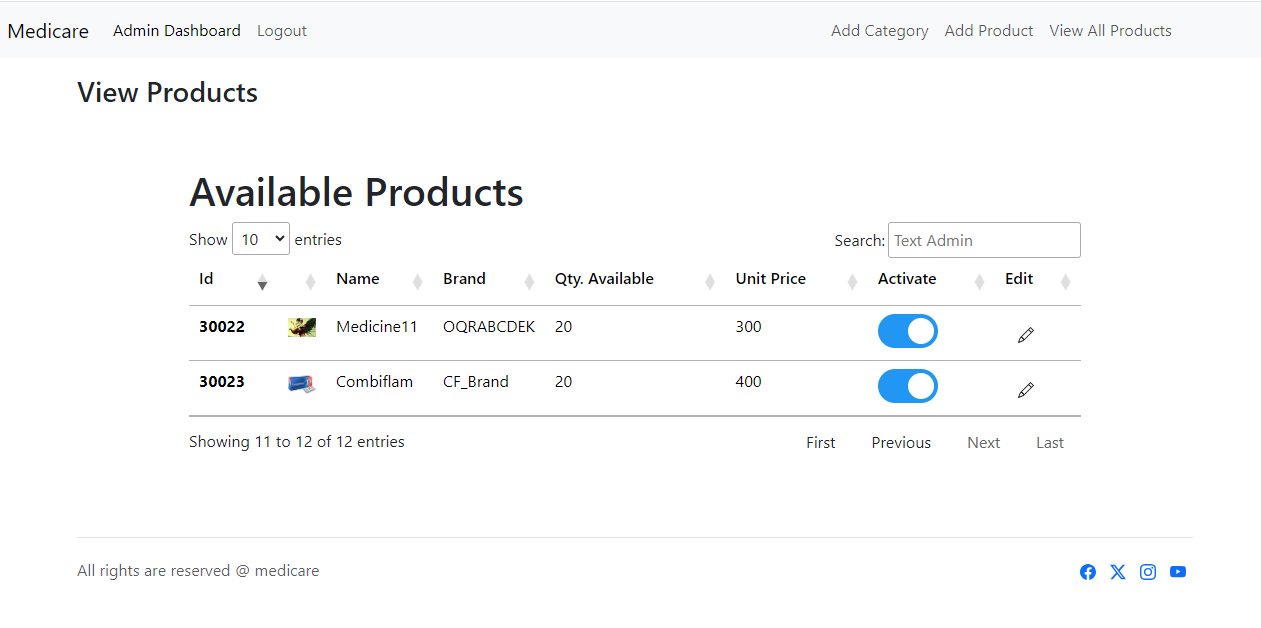 Medicare Admin Dashboard Logout Add Category Add Product View All Products
View Products
Available Products
Show 10 entries Search: Text Admin
Id Name Brand Qty. Available Unit Price Activate Edit
30022 Medicine11 OQRABCDEK 20 300
30023 Combiflam CF_Brand 20 400
Showing 11 to 12 of 12 entries First Previous Next Last
All rights are reserved @ medicare